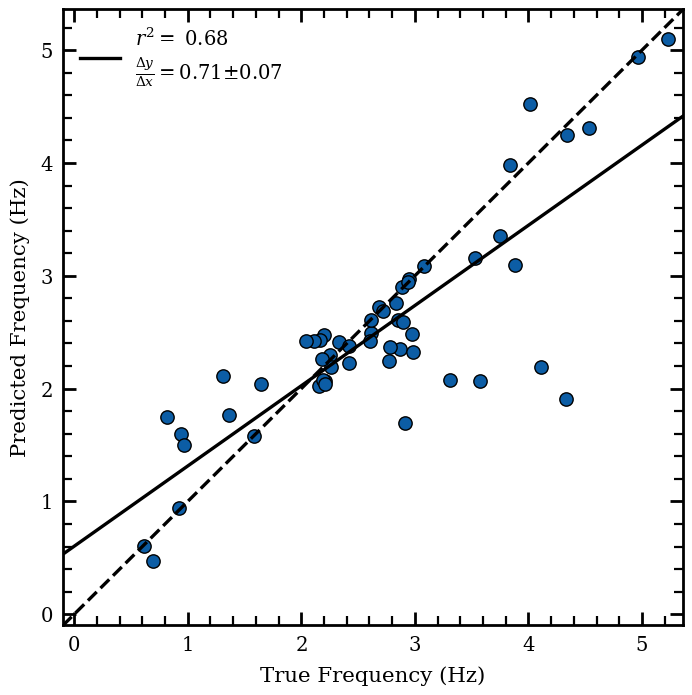 r² = 0.68
Δy/Δx = 0.71±0.07
5
4
3
2
1
0
Predicted Frequency (Hz)
0 1 2 3 4 5
True Frequency (Hz)